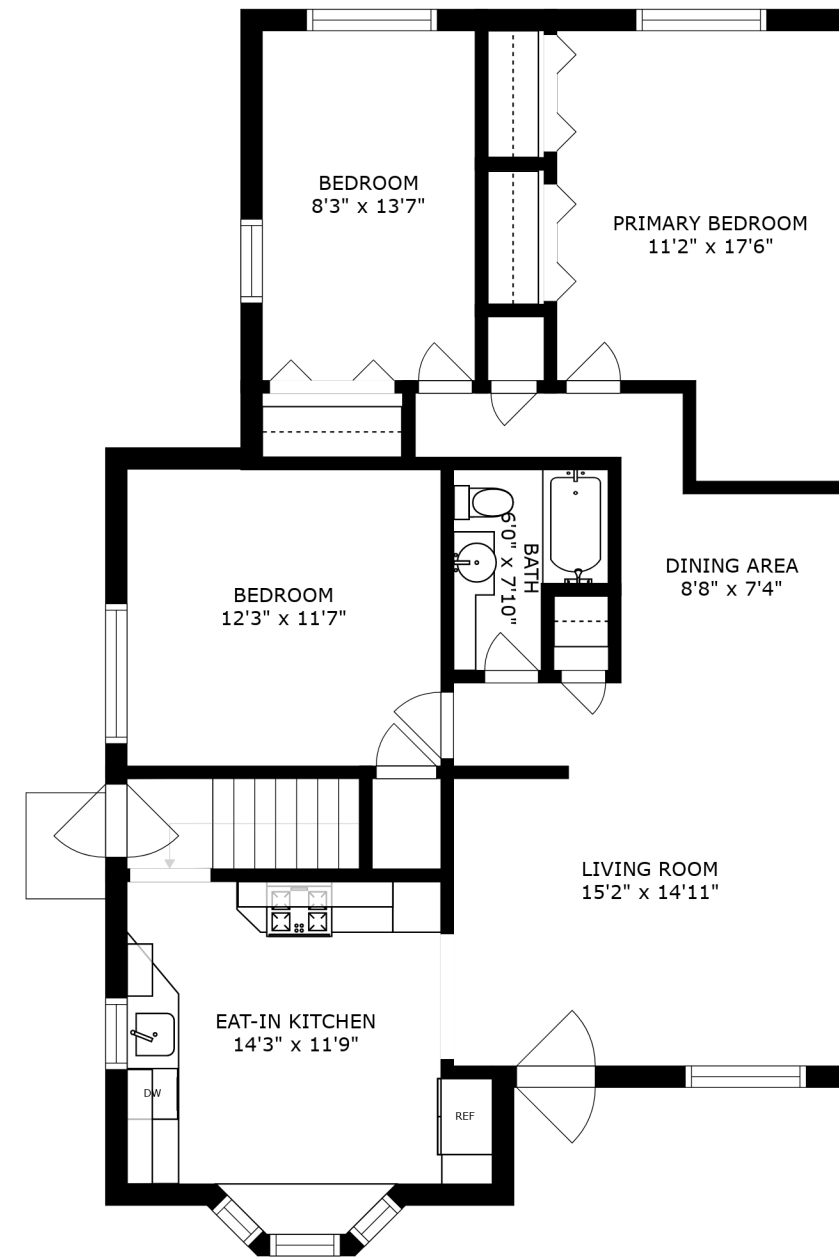 BEDROOM
8'3" x 13'7"
PRIMARY BEDROOM
11'2" x 17'6"
BEDROOM
12'3" x 11'7"
BATH
6'0" x 7'10"
DINING AREA
8'8" x 7'4"
LIVING ROOM
15'2" x 14'11"
EAT-IN KITCHEN
14'3" x 11'9"
DW
REF